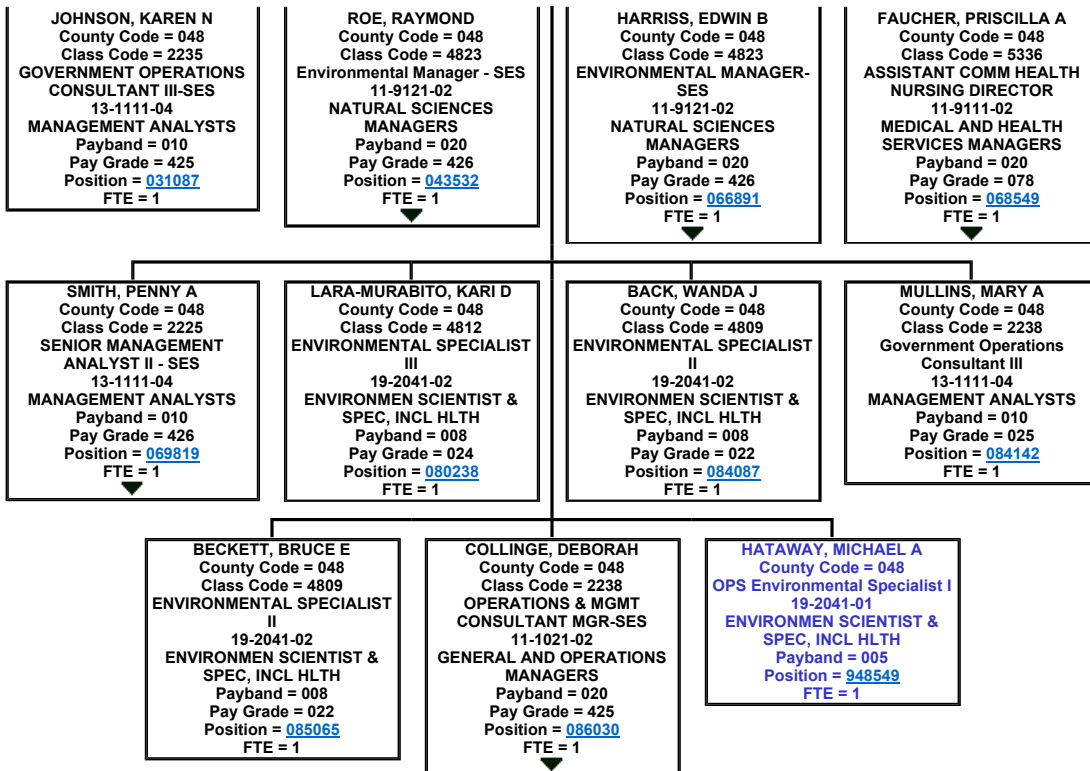 JOHNSON, KAREN N
County Code = 048
Class Code = 2235
GOVERNMENT OPERATIONS
CONSULTANT III-SES
13-1111-04
MANAGEMENT ANALYSTS
Payband = 010
Pay Grade = 425
Position = 031087
FTE = 1
ROE, RAYMOND
County Code = 048
Class Code = 4823
Environmental Manager - SES
11-9121-02
NATURAL SCIENCES
MANAGERS
Payband = 020
Pay Grade = 426
Position = 043532
FTE = 1
HARRISS, EDWIN B
County Code = 048
Class Code = 4823
ENVIRONMENTAL MANAGER-
SES
11-9121-02
NATURAL SCIENCES
MANAGERS
Payband = 020
Pay Grade = 426
Position = 066891
FTE = 1
FAUCHER, PRISCILLA A
County Code = 048
Class Code = 5336
ASSISTANT COMM HEALTH
NURSING DIRECTOR
11-9111-02
MEDICAL AND HEALTH
SERVICES MANAGERS
Payband = 020
Pay Grade = 078
Position = 068549
FTE = 1
SMITH, PENNY A
County Code = 048
Class Code = 2225
SENIOR MANAGEMENT
ANALYST II - SES
13-1111-04
MANAGEMENT ANALYSTS
Payband = 010
Pay Grade = 426
Position = 069819
FTE = 1
LARA-MURABITO, KARI D
County Code = 048
Class Code = 4812
ENVIRONMENTAL SPECIALIST
III
19-2041-02
ENVIRONMEN SCIENTIST &
SPEC, INCL HLTH
Payband = 008
Pay Grade = 024
Position = 080238
FTE = 1
BACK, WANDA J
County Code = 048
Class Code = 4809
ENVIRONMENTAL SPECIALIST
II
19-2041-02
ENVIRONMEN SCIENTIST &
SPEC, INCL HLTH
Payband = 008
Pay Grade = 022
Position = 084087
FTE = 1
MULLINS, MARY A
County Code = 048
Class Code = 2238
Government Operations
Consultant III
13-1111-04
MANAGEMENT ANALYSTS
Payband = 010
Pay Grade = 025
Position = 084142
FTE = 1
BECKETT, BRUCE E
County Code = 048
Class Code = 4809
ENVIRONMENTAL SPECIALIST
II
19-2041-02
ENVIRONMEN SCIENTIST &
SPEC, INCL HLTH
Payband = 008
Pay Grade = 022
Position = 085065
FTE = 1
COLLINGE, DEBORAH
County Code = 048
Class Code = 2238
OPERATIONS & MGMT
CONSULTANT MGR-SES
11-1021-02
GENERAL AND OPERATIONS
MANAGERS
Payband = 020
Pay Grade = 425
Position = 086030
FTE = 1
HATAWAY, MICHAEL A
County Code = 048
OPS Environmental Specialist I
19-2041-01
ENVIRONMEN SCIENTIST &
SPEC, INCL HLTH
Payband = 005
Position = 948549
FTE = 1